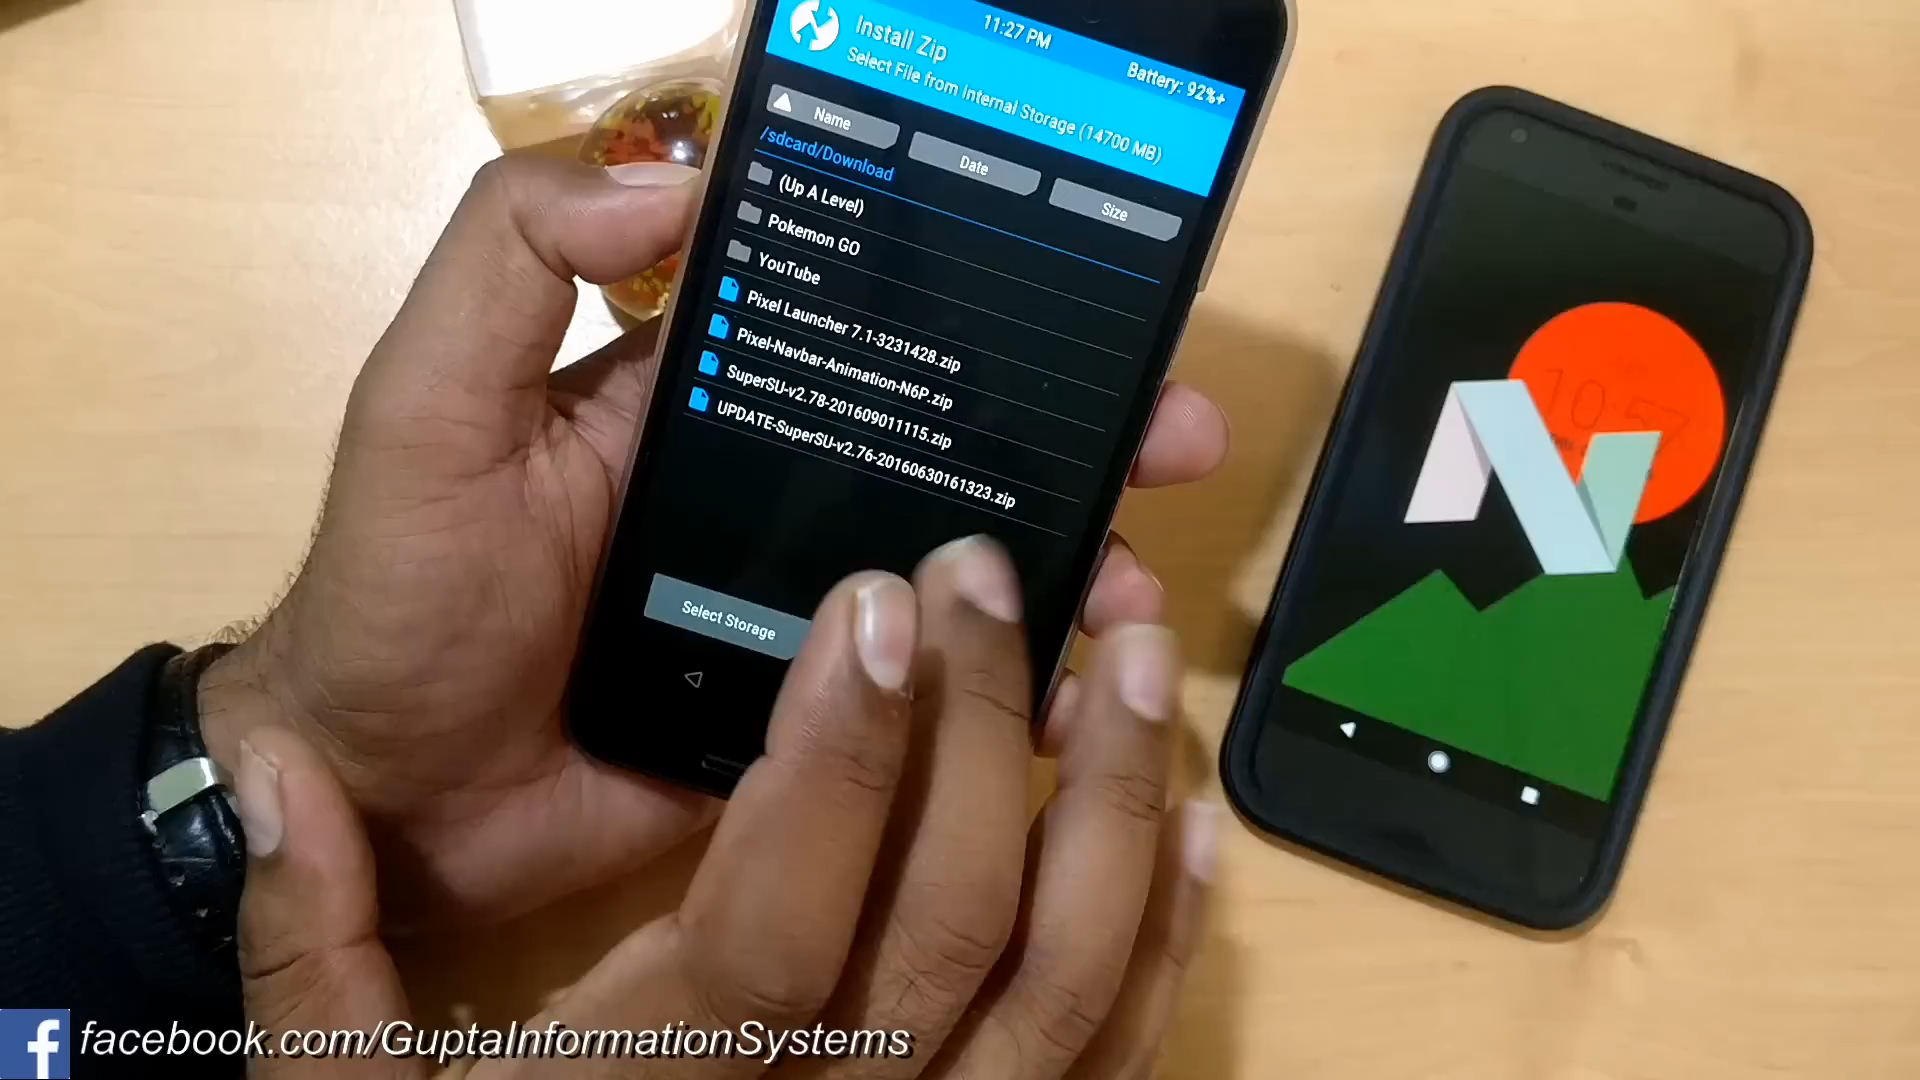 11:27 PM
Battery: 92%+
Install Zip
Select File from Internal Storage (14700 MB)
Name
Date
Size
/sdcard/Download
(Up A Level)
Pokemon GO
YouTube
Pixel Launcher 7.1-3231428.zip
Pixel-Navbar-Animation-N6P.zip
SuperSU-v2.78-201609011115.zip
UPDATE-SuperSU-v2.76-20160630161323.zip
Select Storage
10:57
facebook.com/GuptaInformationSystems